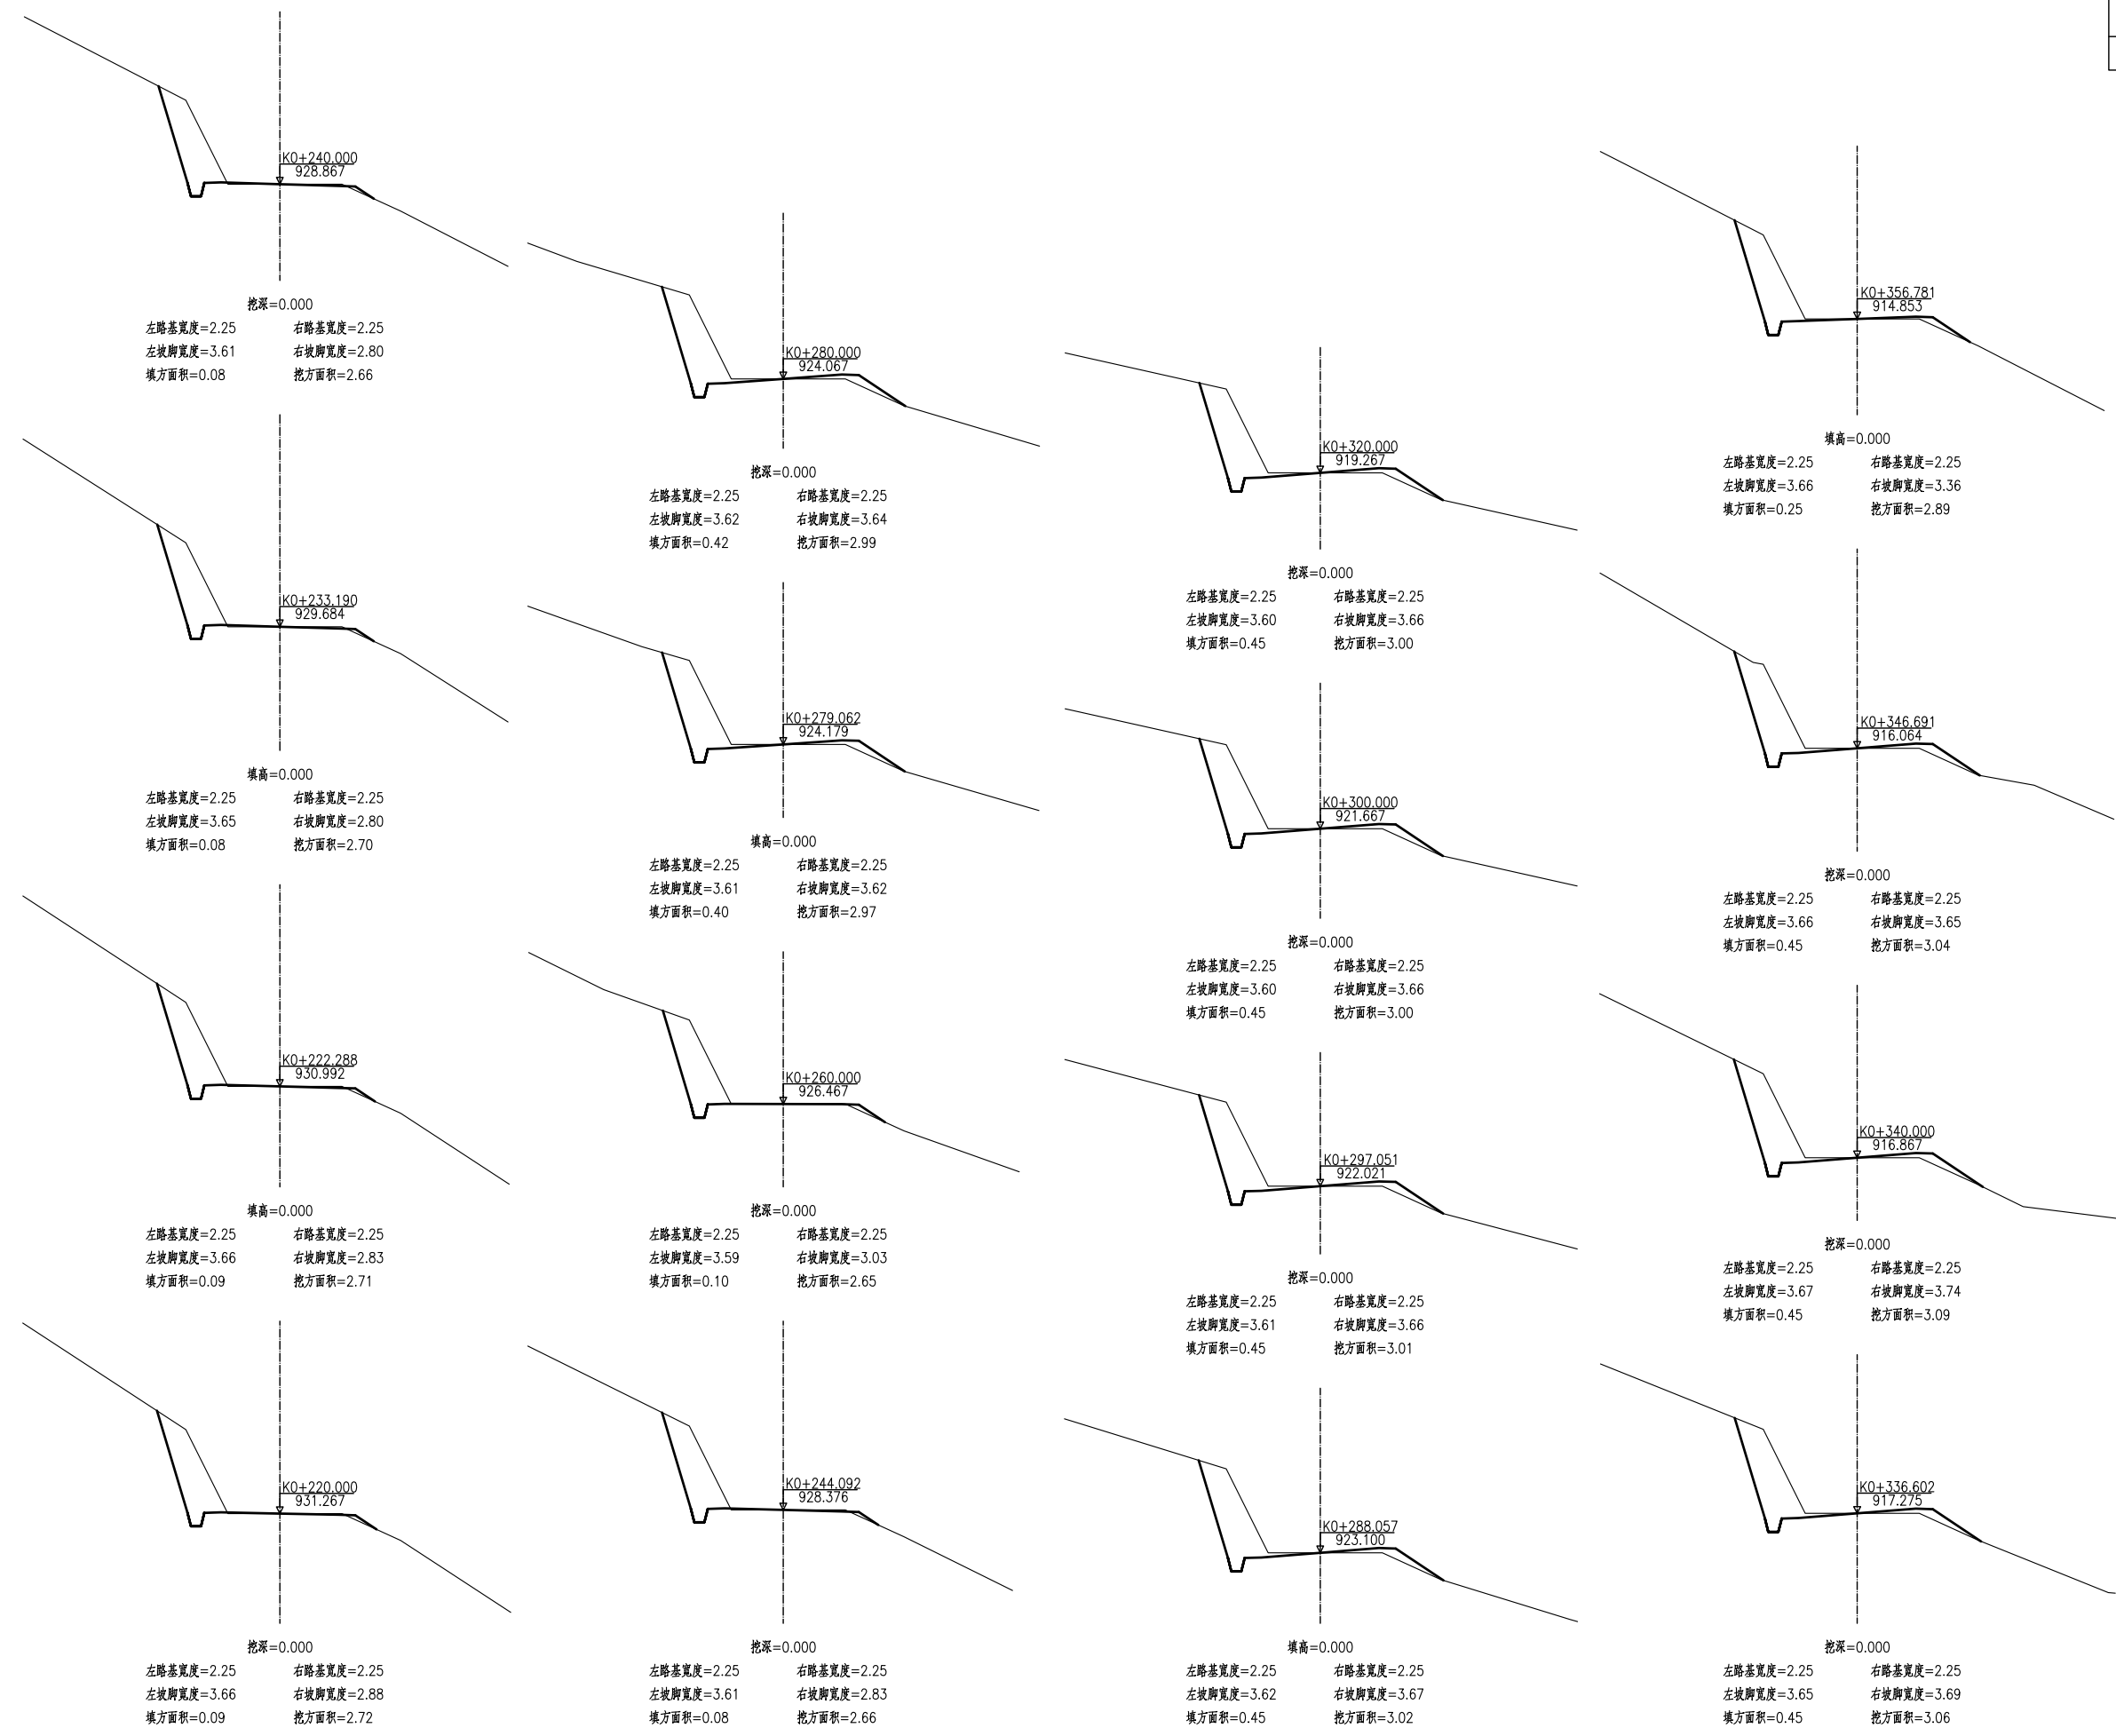 K0+240.000
928.867
挖深=0.000
左路基宽度=2.25 右路基宽度=2.25
左坡脚宽度=3.61 右坡脚宽度=2.80
填方面积=0.08 挖方面积=2.66
K0+233.190
929.684
填高=0.000
左路基宽度=2.25 右路基宽度=2.25
左坡脚宽度=3.65 右坡脚宽度=2.80
填方面积=0.08 挖方面积=2.70
K0+222.288
930.992
填高=0.000
左路基宽度=2.25 右路基宽度=2.25
左坡脚宽度=3.66 右坡脚宽度=2.83
填方面积=0.09 挖方面积=2.71
K0+220.000
931.267
挖深=0.000
左路基宽度=2.25 右路基宽度=2.25
左坡脚宽度=3.66 右坡脚宽度=2.88
填方面积=0.09 挖方面积=2.72
K0+280.000
924.067
挖深=0.000
左路基宽度=2.25 右路基宽度=2.25
左坡脚宽度=3.62 右坡脚宽度=3.64
填方面积=0.42 挖方面积=2.99
K0+279.062
924.179
填高=0.000
左路基宽度=2.25 右路基宽度=2.25
左坡脚宽度=3.61 右坡脚宽度=3.62
填方面积=0.40 挖方面积=2.97
K0+260.000
926.467
挖深=0.000
左路基宽度=2.25 右路基宽度=2.25
左坡脚宽度=3.59 右坡脚宽度=3.03
填方面积=0.10 挖方面积=2.65
K0+244.092
928.376
挖深=0.000
左路基宽度=2.25 右路基宽度=2.25
左坡脚宽度=3.61 右坡脚宽度=2.83
填方面积=0.08 挖方面积=2.66
K0+320.000
919.267
挖深=0.000
左路基宽度=2.25 右路基宽度=2.25
左坡脚宽度=3.60 右坡脚宽度=3.66
填方面积=0.45 挖方面积=3.00
K0+300.000
921.667
挖深=0.000
左路基宽度=2.25 右路基宽度=2.25
左坡脚宽度=3.60 右坡脚宽度=3.66
填方面积=0.45 挖方面积=3.00
K0+297.051
922.021
挖深=0.000
左路基宽度=2.25 右路基宽度=2.25
左坡脚宽度=3.61 右坡脚宽度=3.66
填方面积=0.45 挖方面积=3.01
K0+288.057
923.100
填高=0.000
左路基宽度=2.25 右路基宽度=2.25
左坡脚宽度=3.62 右坡脚宽度=3.67
填方面积=0.45 挖方面积=3.02
K0+356.781
914.853
填高=0.000
左路基宽度=2.25 右路基宽度=2.25
左坡脚宽度=3.66 右坡脚宽度=3.36
填方面积=0.25 挖方面积=2.89
K0+346.691
916.064
挖深=0.000
左路基宽度=2.25 右路基宽度=2.25
左坡脚宽度=3.66 右坡脚宽度=3.65
填方面积=0.45 挖方面积=3.04
K0+340.000
916.867
挖深=0.000
左路基宽度=2.25 右路基宽度=2.25
左坡脚宽度=3.67 右坡脚宽度=3.74
填方面积=0.45 挖方面积=3.09
K0+336.602
917.275
挖深=0.000
左路基宽度=2.25 右路基宽度=2.25
左坡脚宽度=3.65 右坡脚宽度=3.69
填方面积=0.45 挖方面积=3.06